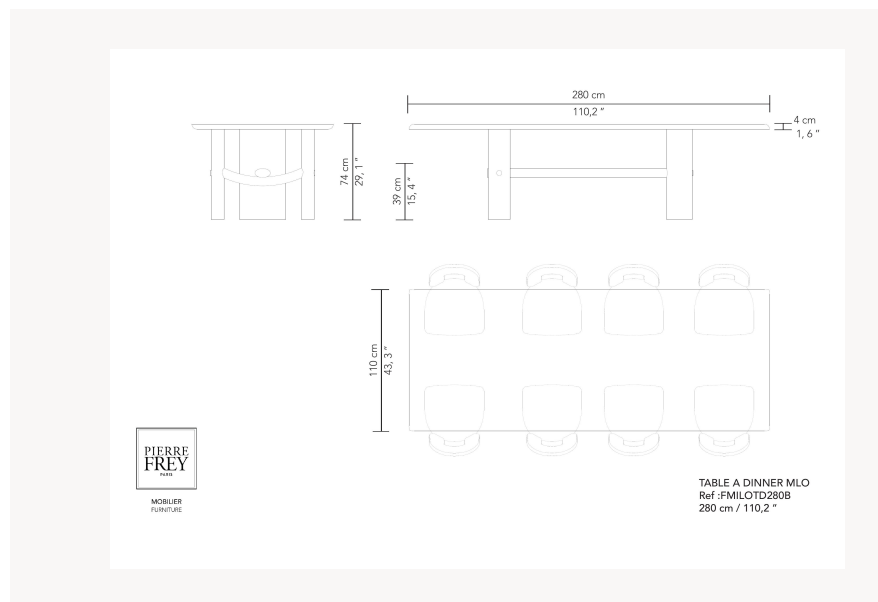 280 cm
110,2 "
4 cm
1, 6 "
74 cm
29, 1 "
39 cm
15, 4 "
110 cm
43, 3 "
PIERRE
FREY
PARIS
MOBILIER
FURNITURE
TABLE A DINNER MLO
Ref :FMILOTD280B
280 cm / 110,2 "